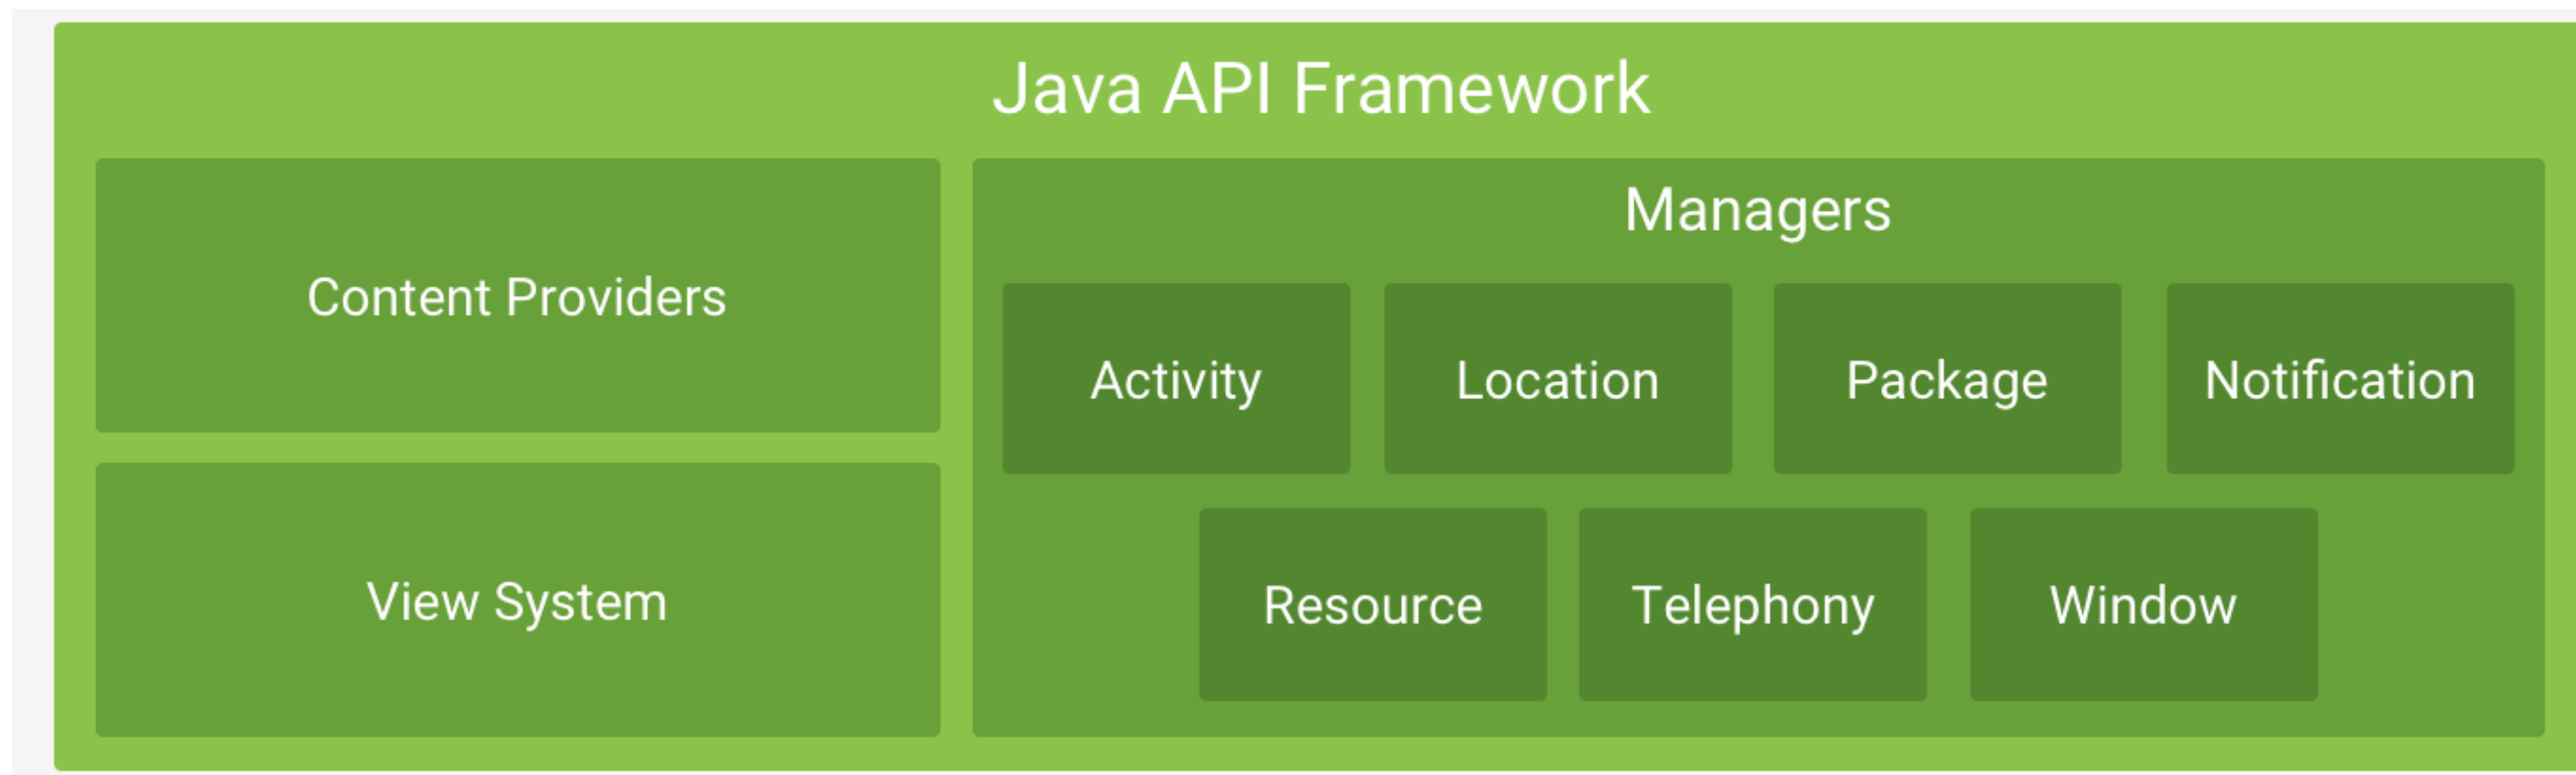 Java API Framework
Content Providers
View System
Managers
Activity
Location
Package
Notification
Resource
Telephony
Window